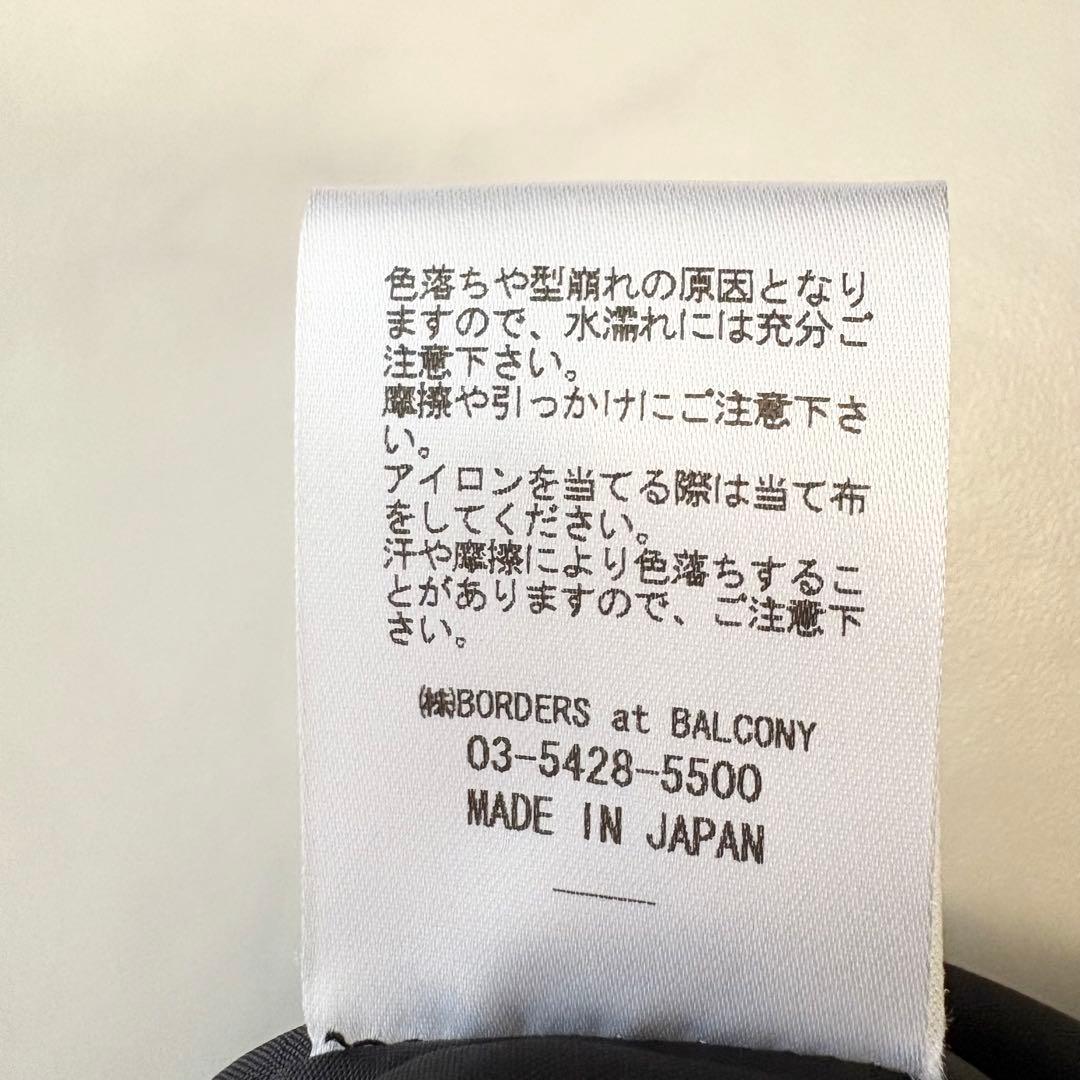 色落ちや型崩れの原因となり
ますので、水濡れには充分ご
注意下さい。
摩擦や引っかけにご注意下さ
い。
アイロンを当てる際は当て布
をしてください。
汗や摩擦により色落ちするこ
とがありますので、ご注意下
さい。
㈱BORDERS at BALCONY
03-5428-5500
MADE IN JAPAN